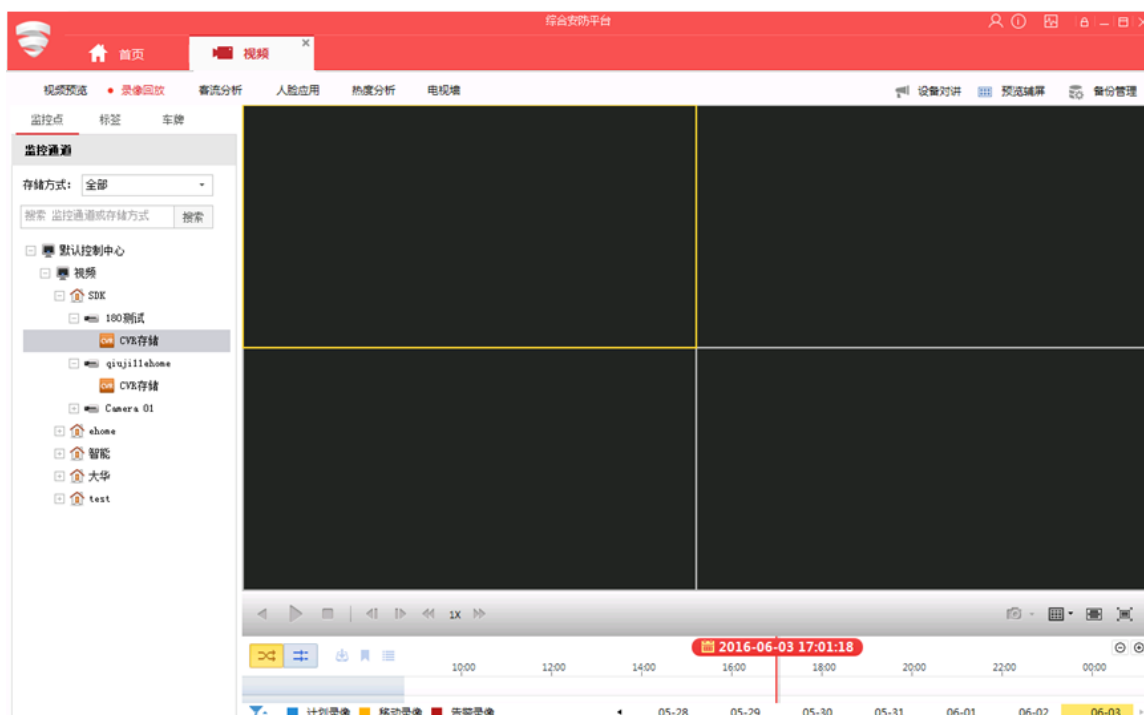 综合安防平台
首页
视频
视频预览 录像回放 客流分析 人脸应用 热度分析 电视墙 设备对讲 预览辅屏 备份管理
监控点 标签 车牌
监控通道
存储方式: 全部
搜索 监控通道或存储方式 搜索
默认控制中心
视频
SDK
180测试
CVR存储
qiuji11ehome
CVR存储
Camera 01
ehome
智能
大华
test
1X
2016-06-03 17:01:18
10:00 12:00 14:00 16:00 18:00 20:00 22:00 00:00
计划录像 移动录像 告警录像 05-28 05-29 05-30 05-31 06-01 06-02 06-03